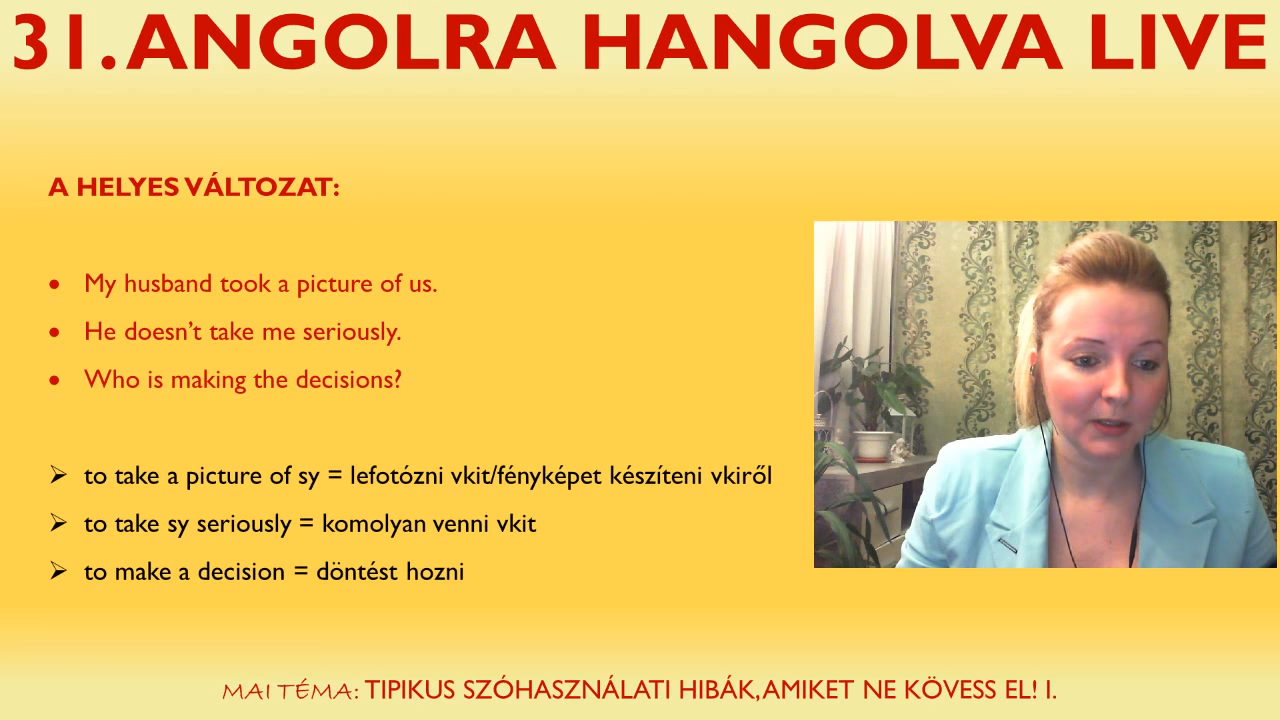 31. ANGOLRA HANGOLVA LIVE
A HELYES VÁLTOZAT:
• My husband took a picture of us.
• He doesn't take me seriously.
• Who is making the decisions?
➢ to take a picture of sy = lefotózni vkit/fényképet készíteni vkiről
➢ to take sy seriously = komolyan venni vkit
➢ to make a decision = döntést hozni
MAI TÉMA: TIPIKUS SZÓHASZNÁLATI HIBÁK, AMIKET NE KÖVESS EL! I.